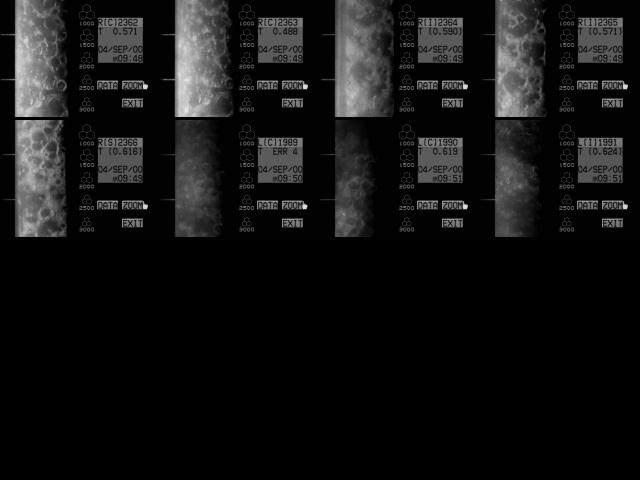 1000 R[C]2362
T 0.571
1500
04/SEP/00
@09:48
2000
DATA ZOOM
2500
EXIT
3000
1000 R[C]2363
T 0.488
1500
04/SEP/00
@09:49
2000
DATA ZOOM
2500
EXIT
3000
1000 R[I]2364
T [0.590]
1500
04/SEP/00
@09:49
2000
DATA ZOOM
2500
EXIT
3000
1000 R[I]2365
T [0.571]
1500
04/SEP/00
@09:49
2000
DATA ZOOM
2500
EXIT
3000
1000 R[S]2366
T [0.616]
1500
04/SEP/00
@09:49
2000
DATA ZOOM
2500
EXIT
3000
1000 L[C]1989
T ERR 4
1500
04/SEP/00
@09:50
2000
DATA ZOOM
2500
EXIT
3000
1000 L[C]1990
T 0.619
1500
04/SEP/00
@09:51
2000
DATA ZOOM
2500
EXIT
3000
1000 L[I]1991
T [0.624]
1500
04/SEP/00
@09:51
2000
DATA ZOOM
2500
EXIT
3000